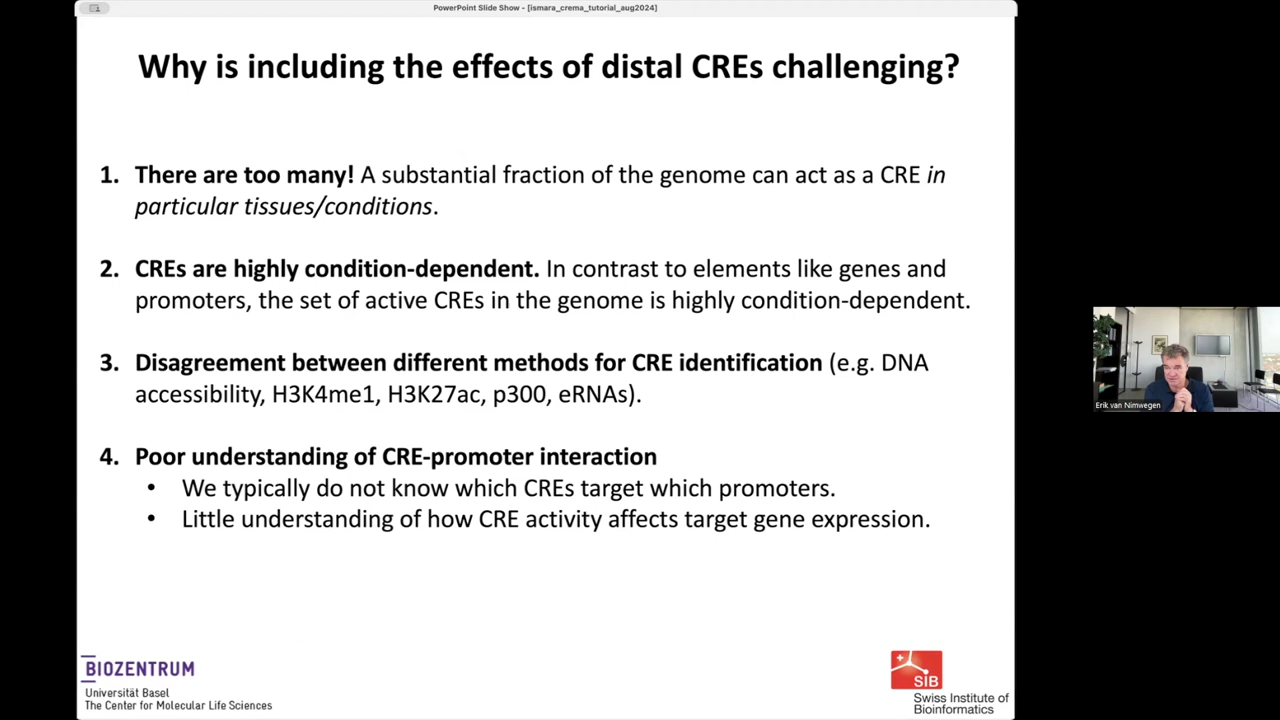 PowerPoint Slide Show - [ismara_crema_tutorial_aug2024]
Why is including the effects of distal CREs challenging?
1. There are too many! A substantial fraction of the genome can act as a CRE in
particular tissues/conditions.
2. CREs are highly condition-dependent. In contrast to elements like genes and
promoters, the set of active CREs in the genome is highly condition-dependent.
3. Disagreement between different methods for CRE identification (e.g. DNA
accessibility, H3K4me1, H3K27ac, p300, eRNAs).
4. Poor understanding of CRE-promoter interaction
• We typically do not know which CREs target which promoters.
• Little understanding of how CRE activity affects target gene expression.
Erik van Nimwegen
BIOZENTRUM
Universität Basel
The Center for Molecular Life Sciences
SIB
Swiss Institute of
Bioinformatics